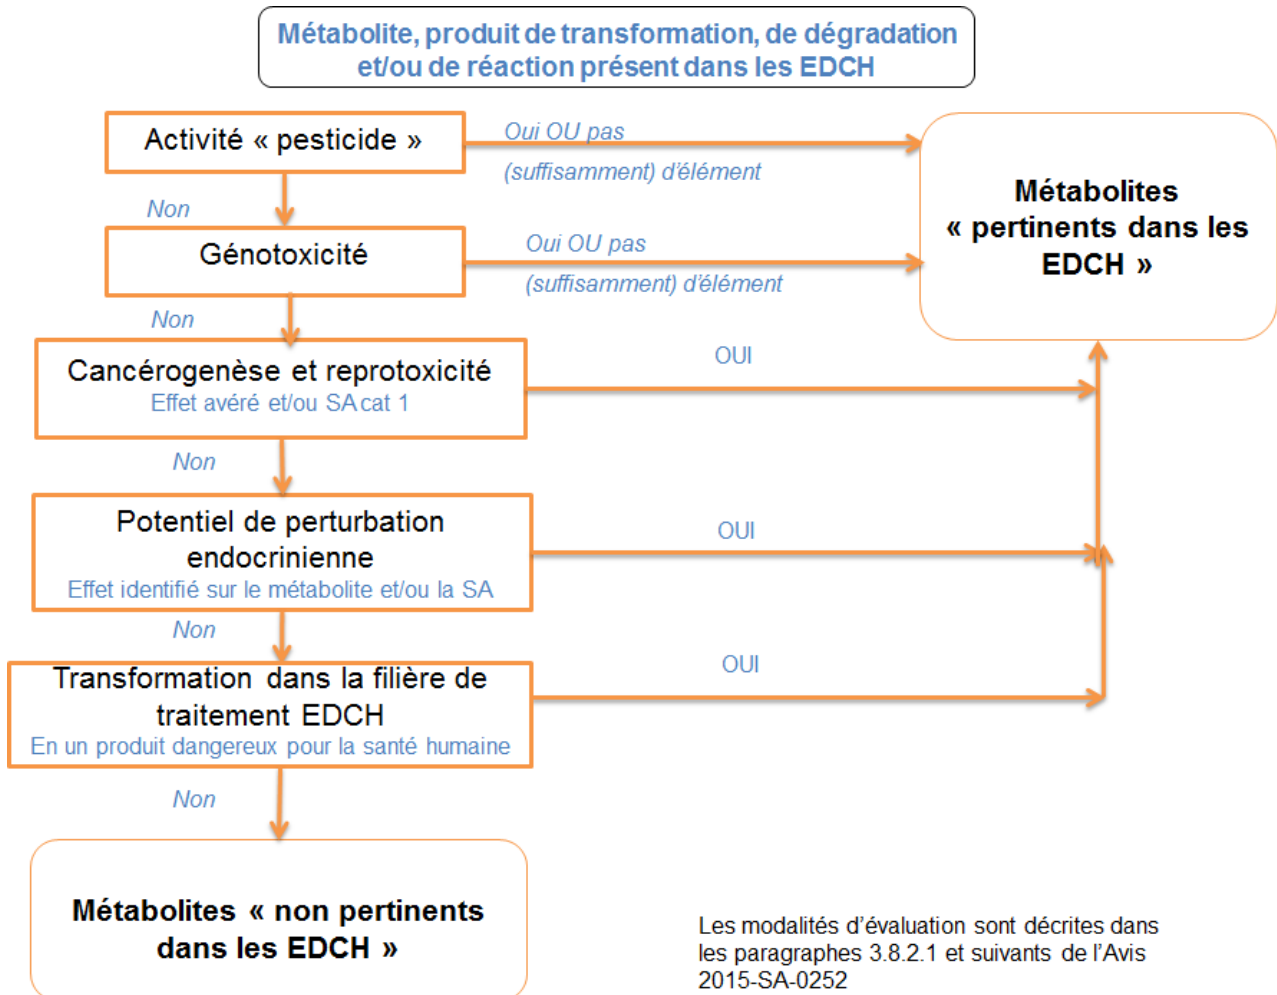 Métabolite, produit de transformation, de dégradation
et/ou de réaction présent dans les EDCH
Activité « pesticide »
Oui OU pas
(suffisamment) d'élément
Métabolites
« pertinents dans les
EDCH »
Non
Génotoxicité
Oui OU pas
(suffisamment) d'élément
Non
Cancérogenèse et reprotoxicité
Effet avéré et/ou SA cat 1
OUI
Non
Potentiel de perturbation
endocrinienne
Effet identifié sur le métabolite et/ou la SA
OUI
Non
Transformation dans la filière de
traitement EDCH
En un produit dangereux pour la santé humaine
OUI
Non
Métabolites « non pertinents
dans les EDCH »
Les modalités d'évaluation sont décrites dans
les paragraphes 3.8.2.1 et suivants de l'Avis
2015-SA-0252